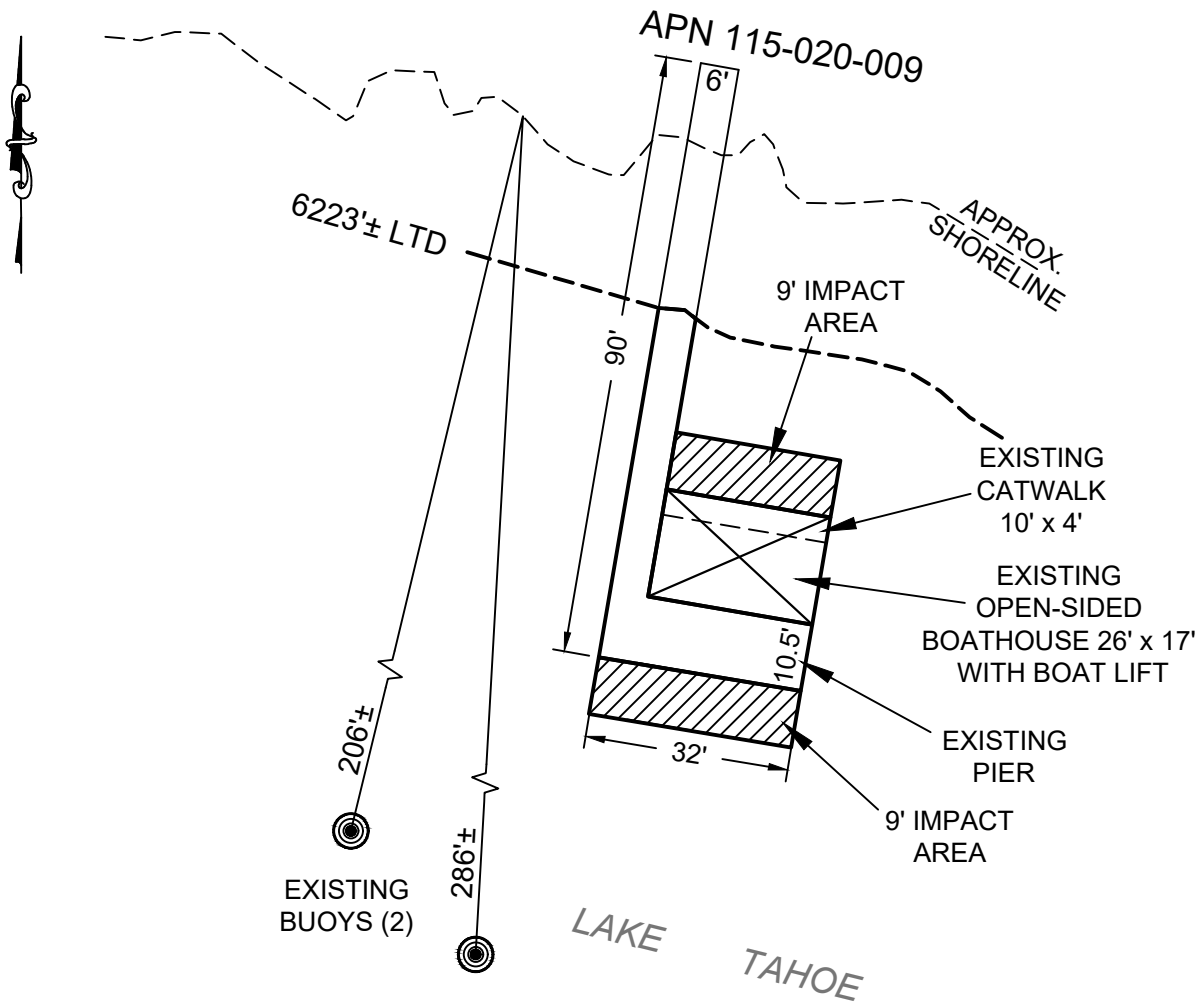 APN 115-020-009
6'
6223'± LTD
APPROX.
SHORELINE
9' IMPACT
AREA
90'
EXISTING
CATWALK
10' x 4'
EXISTING
OPEN-SIDED
BOATHOUSE 26' x 17'
WITH BOAT LIFT
10.5'
32'
EXISTING
PIER
9' IMPACT
AREA
206'±
286'±
EXISTING
BUOYS (2)
LAKE TAHOE